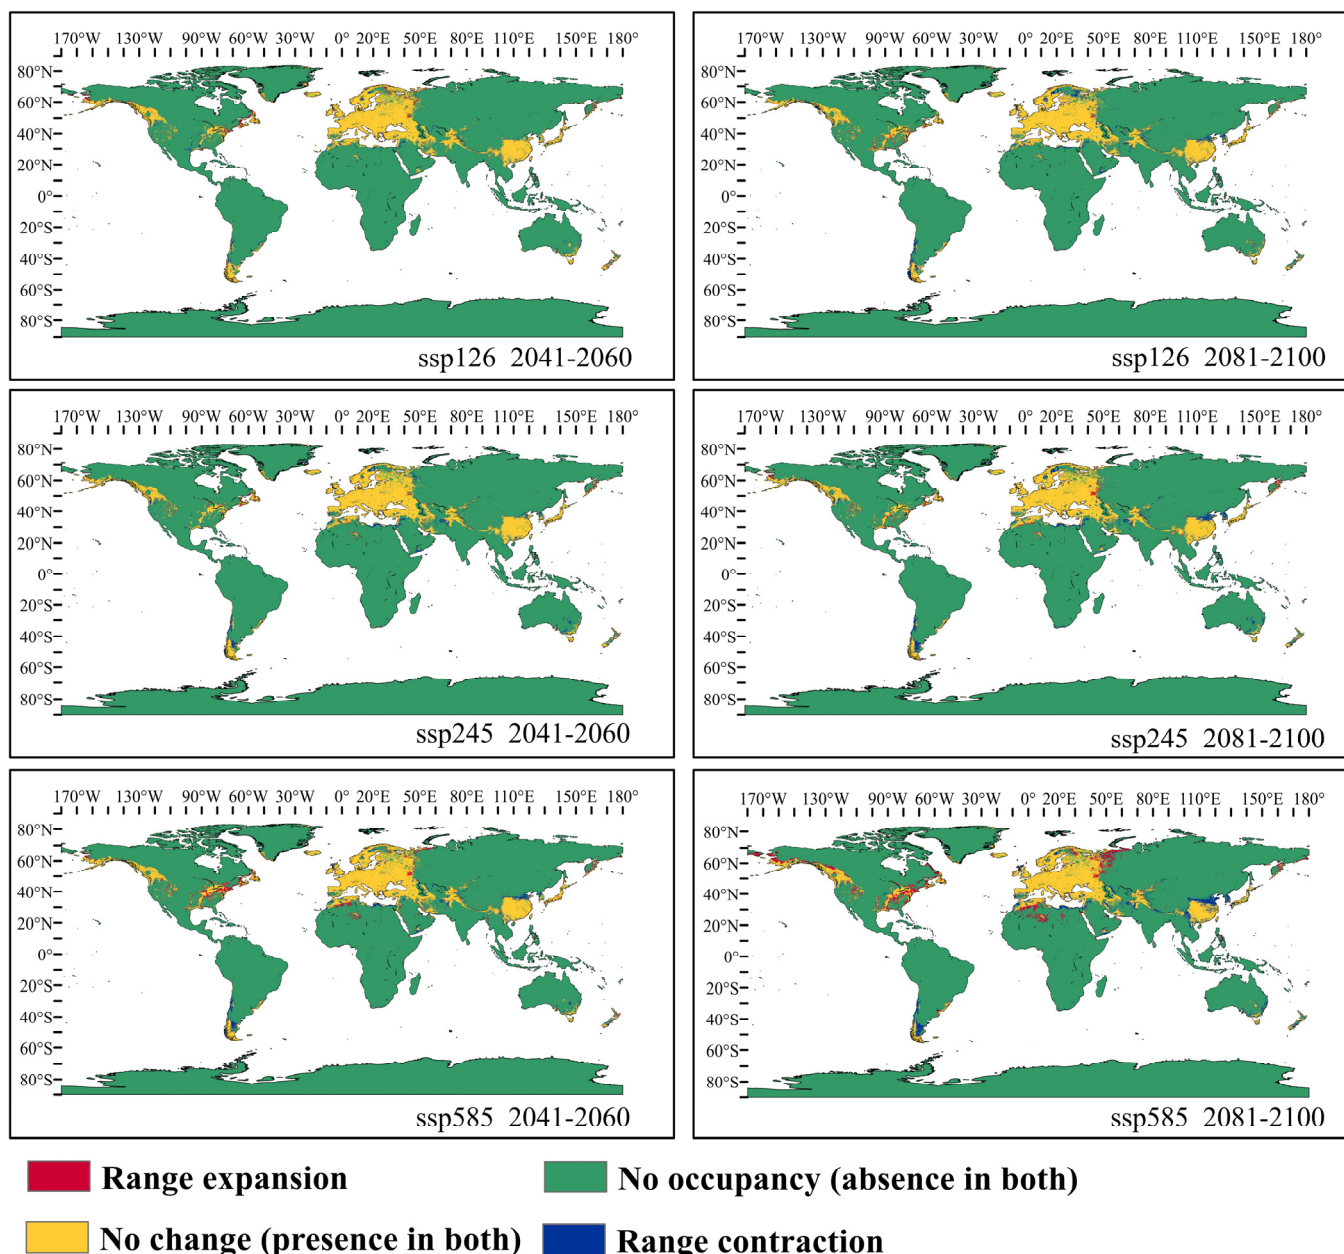 170°W 130°W 90°W 60°W 30°W 0° 20°E 50°E 80°E 110°E 150°E 180°
80°N
60°N
40°N
20°N
0°
20°S
40°S
60°S
80°S
ssp126 2041-2060
170°W 130°W 90°W 60°W 30°W 0° 20°E 50°E 80°E 110°E 150°E 180°
80°N
60°N
40°N
20°N
0°
20°S
40°S
60°S
80°S
ssp126 2081-2100
170°W 130°W 90°W 60°W 30°W 0° 20°E 50°E 80°E 110°E 150°E 180°
80°N
60°N
40°N
20°N
0°
20°S
40°S
60°S
80°S
ssp245 2041-2060
170°W 130°W 90°W 60°W 30°W 0° 20°E 50°E 80°E 110°E 150°E 180°
80°N
60°N
40°N
20°N
0°
20°S
40°S
60°S
80°S
ssp245 2081-2100
170°W 130°W 90°W 60°W 30°W 0° 20°E 50°E 80°E 110°E 150°E 180°
80°N
60°N
40°N
20°N
0°
20°S
40°S
60°S
80°S
ssp585 2041-2060
170°W 130°W 90°W 60°W 30°W 0° 20°E 50°E 80°E 110°E 150°E 180°
80°N
60°N
40°N
20°N
0°
20°S
40°S
60°S
80°S
ssp585 2081-2100
Range expansion
No occupancy (absence in both)
No change (presence in both)
Range contraction